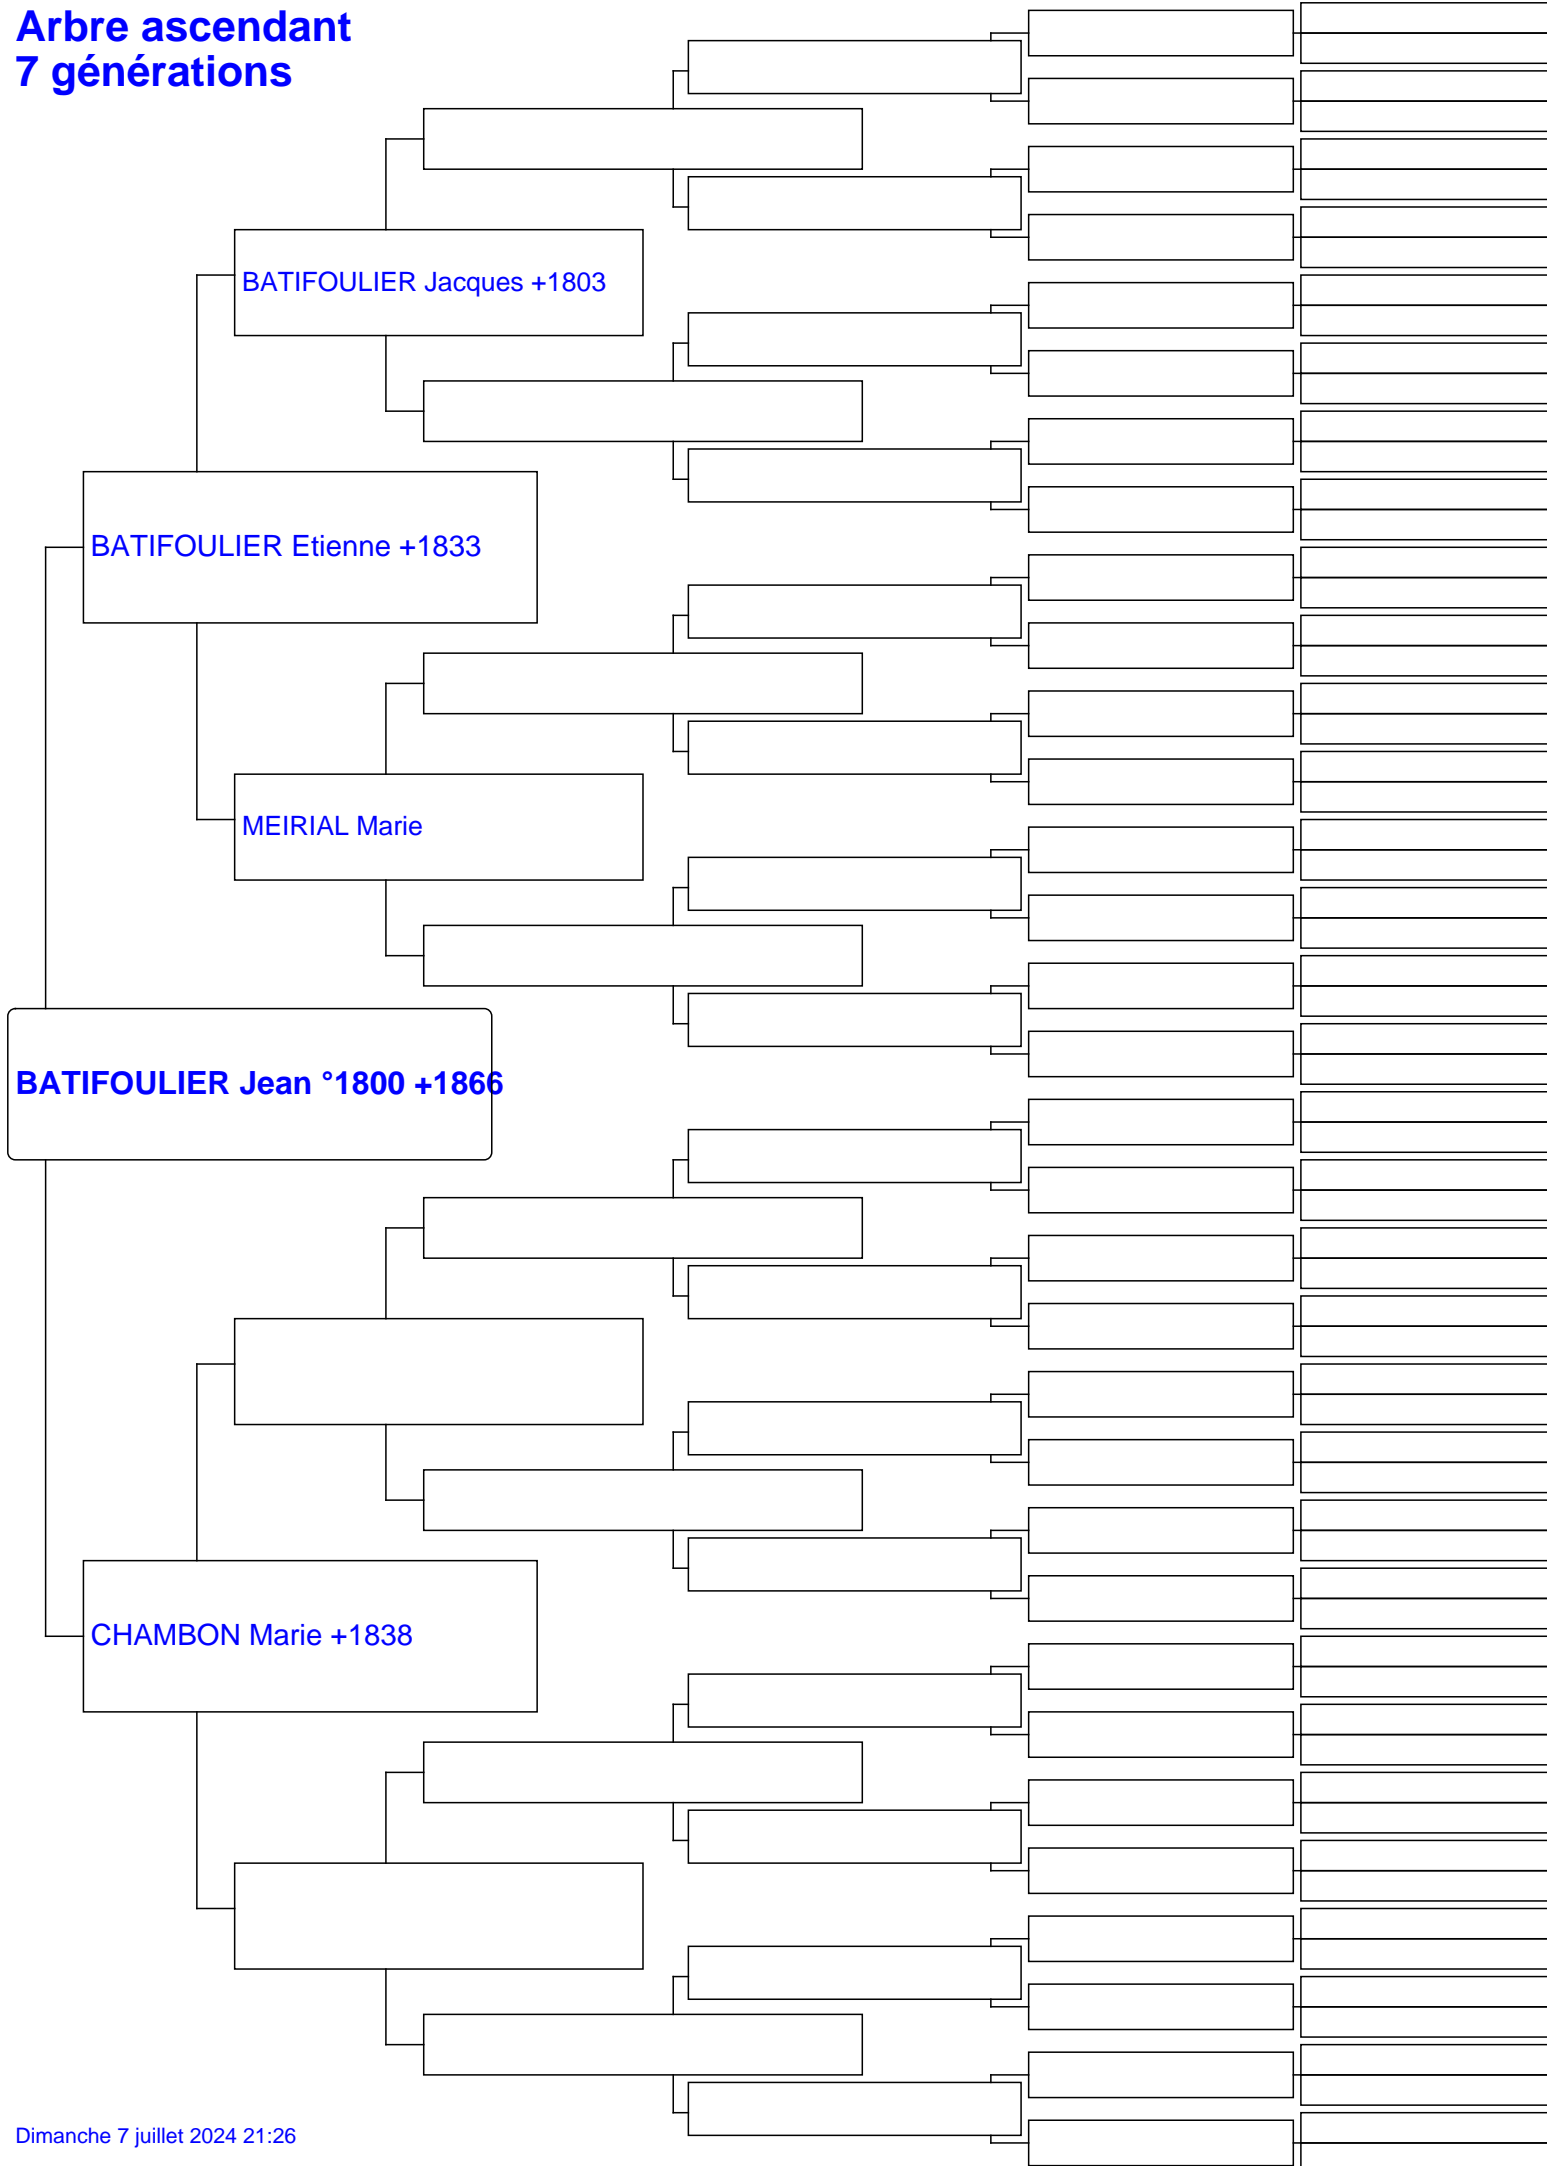 Arbre ascendant
7 générations
BATIFOULIER Jacques +1803
BATIFOULIER Etienne +1833
MEIRIAL Marie
BATIFOULIER Jean °1800 +1866
CHAMBON Marie +1838
Dimanche 7 juillet 2024 21:26